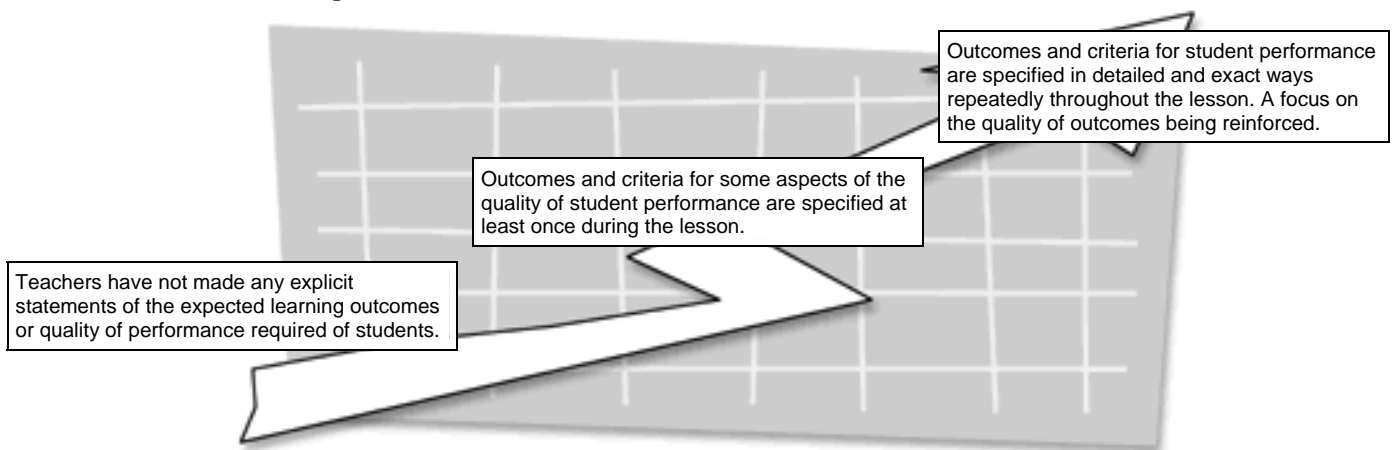 Outcomes and criteria for student performance
are specified in detailed and exact ways
repeatedly throughout the lesson. A focus on
the quality of outcomes being reinforced.
Outcomes and criteria for some aspects of the
quality of student performance are specified at
least once during the lesson.
Teachers have not made any explicit
statements of the expected learning outcomes
or quality of performance required of students.